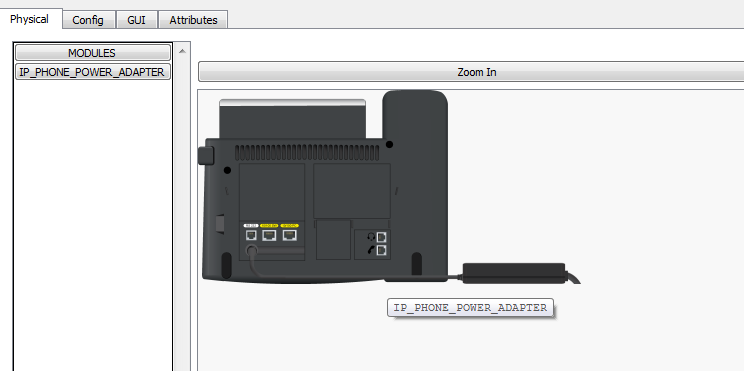 Physical
Config
GUI
Attributes
MODULES
IP_PHONE_POWER_ADAPTER
Zoom In
IP_PHONE_POWER_ADAPTER